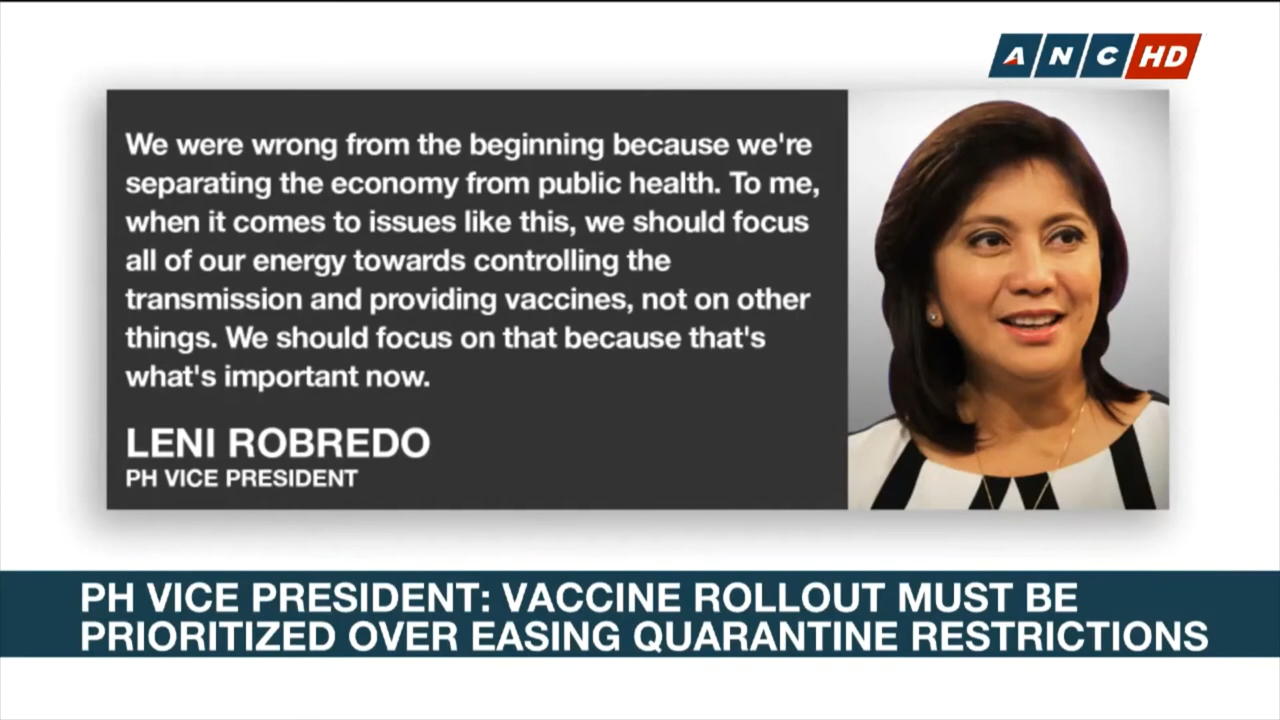 ANC HD
We were wrong from the beginning because we're
separating the economy from public health. To me,
when it comes to issues like this, we should focus
all of our energy towards controlling the
transmission and providing vaccines, not on other
things. We should focus on that because that's
what's important now.
LENI ROBREDO
PH VICE PRESIDENT
PH VICE PRESIDENT: VACCINE ROLLOUT MUST BE
PRIORITIZED OVER EASING QUARANTINE RESTRICTIONS